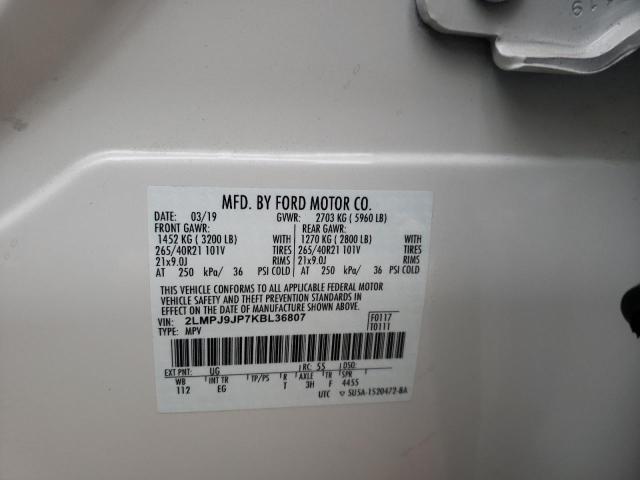 419
MFD. BY FORD MOTOR CO.
DATE: 03/19 GVWR: 2703 KG ( 5960 LB)
FRONT GAWR: REAR GAWR:
1452 KG ( 3200 LB) WITH 1270 KG ( 2800 LB) WITH
265/40R21 101V TIRES 265/40R21 101V TIRES
21x9.0J RIMS 21x9.0J RIMS
AT 250 kPa/ 36 PSI COLD AT 250 kPa/ 36 PSI COLD
THIS VEHICLE CONFORMS TO ALL APPLICABLE FEDERAL MOTOR
VEHICLE SAFETY AND THEFT PREVENTION STANDARDS IN
EFFECT ON THE DATE OF MANUFACTURE SHOWN ABOVE.
VIN: 2LMPJ9JP7KBL36807 F0117
TYPE: MPV T0111
EXT PNT: UG RC: 55 DSO:
WB INT TR TP/PS R AXLE TR SPR
112 EG T 3H F 4455
UTC ▽ 5U5A-1520472-BA